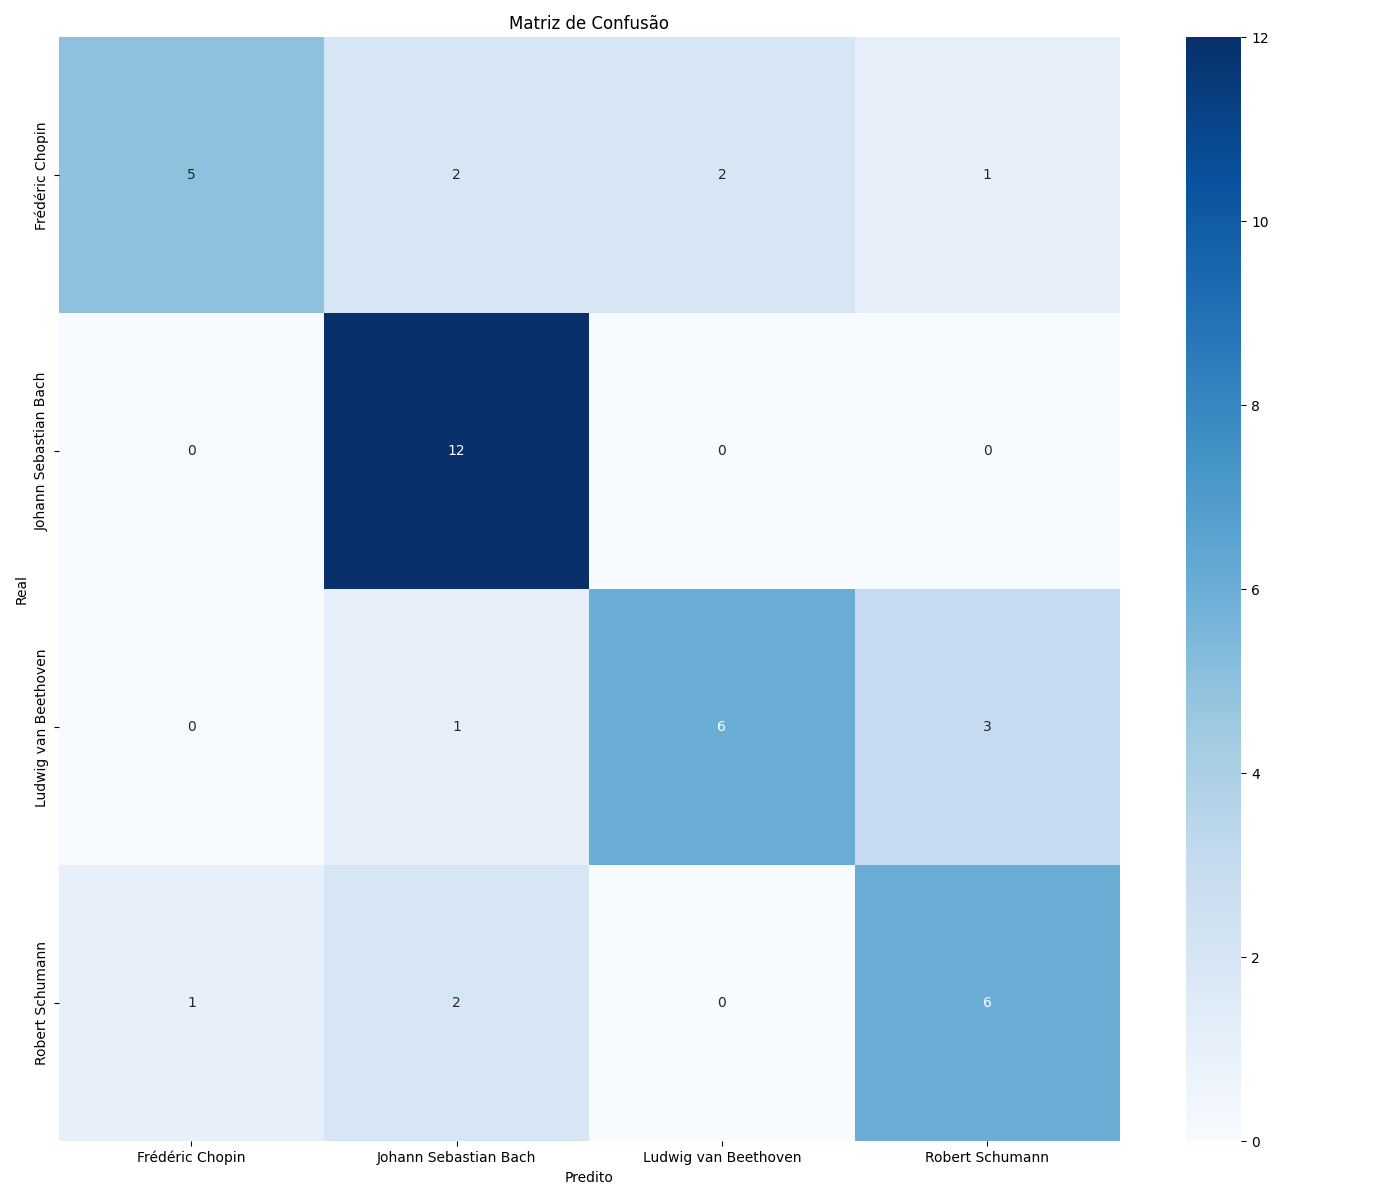 Matriz de Confusão
Real
Frédéric Chopin
5 2 2 1
Johann Sebastian Bach
0 12 0 0
Ludwig van Beethoven
0 1 6 3
Robert Schumann
1 2 0 6
Frédéric Chopin Johann Sebastian Bach Ludwig van Beethoven Robert Schumann
Predito
12
10
8
6
4
2
0